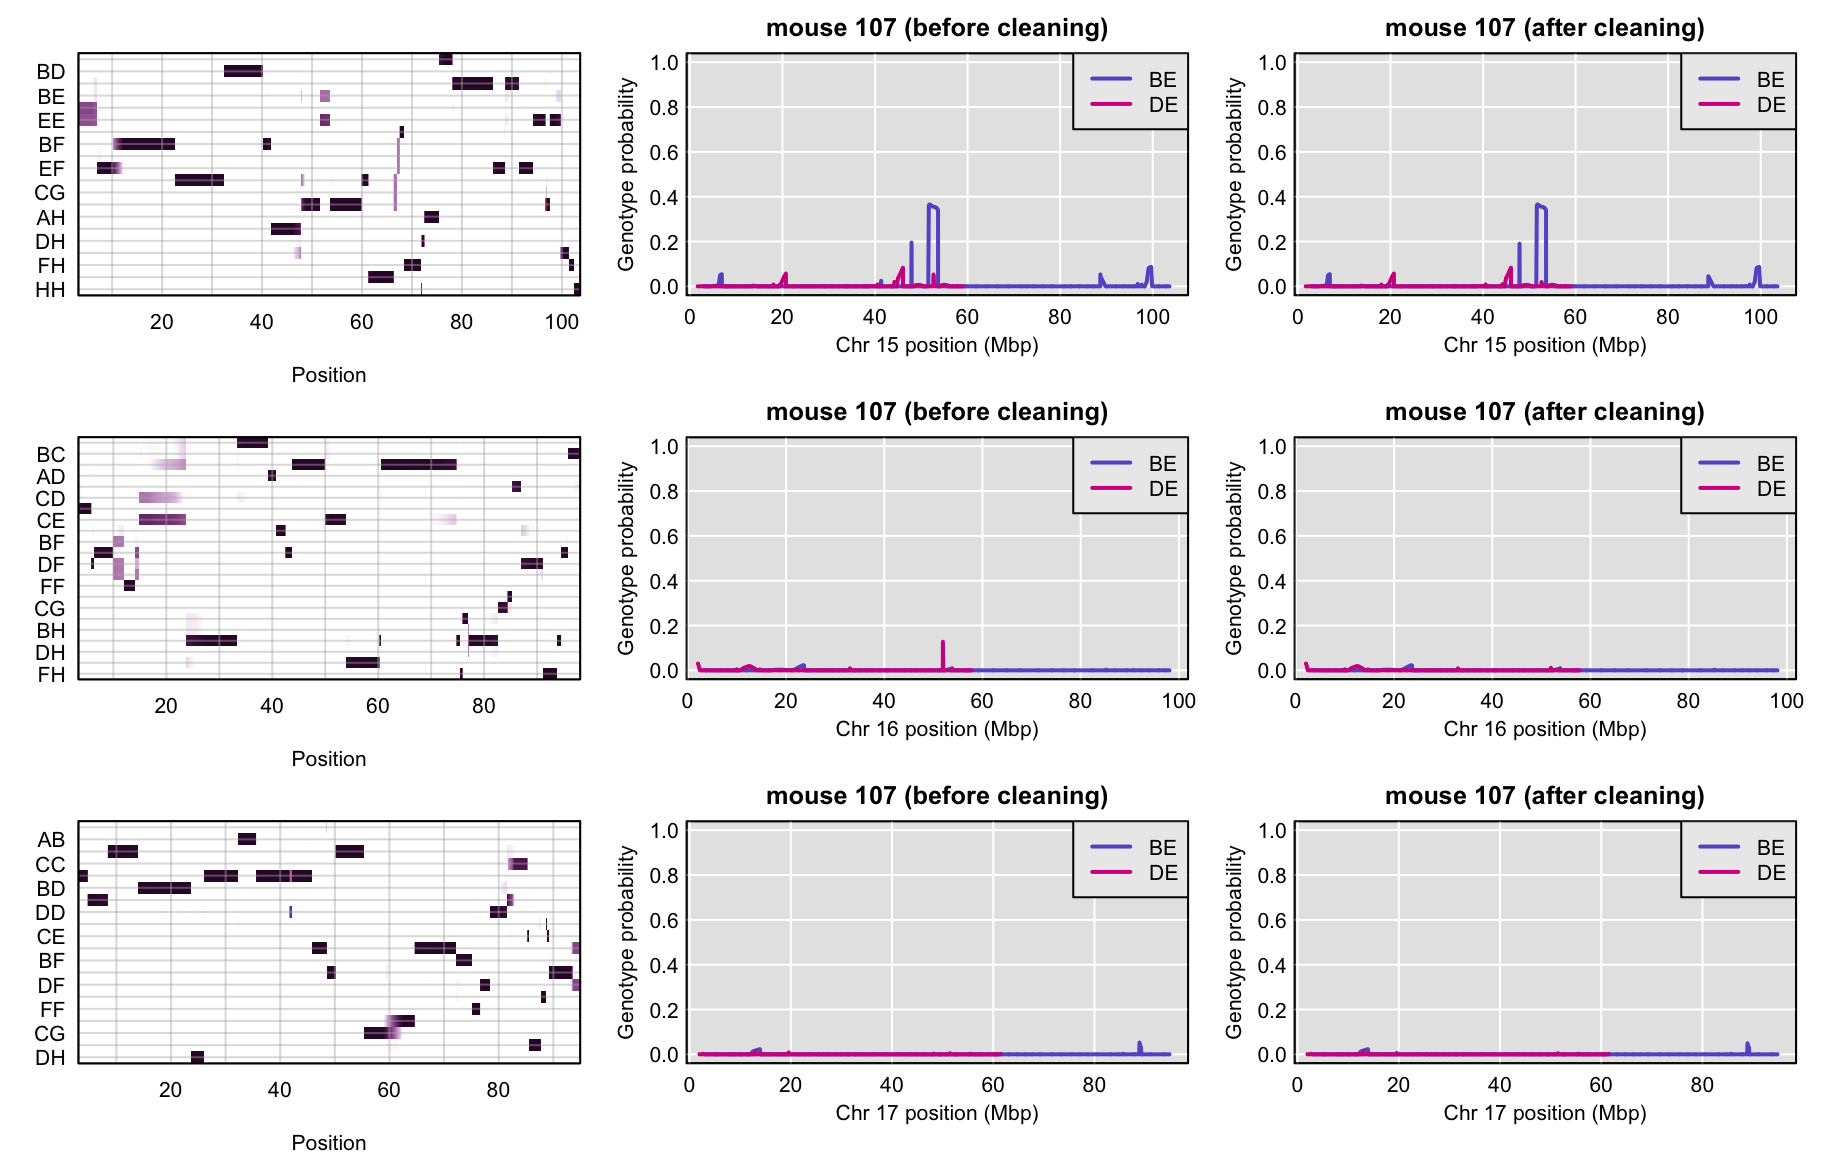 BD
BE
EE
BF
EF
CG
AH
DH
FH
HH
20 40 60 80 100
Position
mouse 107 (before cleaning)
Genotype probability
1.0
0.8
0.6
0.4
0.2
0.0
BE
DE
0 20 40 60 80 100
Chr 15 position (Mbp)
mouse 107 (after cleaning)
Genotype probability
1.0
0.8
0.6
0.4
0.2
0.0
BE
DE
0 20 40 60 80 100
Chr 15 position (Mbp)
BC
AD
CD
CE
BF
DF
FF
CG
BH
DH
FH
20 40 60 80
Position
mouse 107 (before cleaning)
Genotype probability
1.0
0.8
0.6
0.4
0.2
0.0
BE
DE
0 20 40 60 80 100
Chr 16 position (Mbp)
mouse 107 (after cleaning)
Genotype probability
1.0
0.8
0.6
0.4
0.2
0.0
BE
DE
0 20 40 60 80 100
Chr 16 position (Mbp)
AB
CC
BD
DD
CE
BF
DF
FF
CG
DH
20 40 60 80
Position
mouse 107 (before cleaning)
Genotype probability
1.0
0.8
0.6
0.4
0.2
0.0
BE
DE
0 20 40 60 80
Chr 17 position (Mbp)
mouse 107 (after cleaning)
Genotype probability
1.0
0.8
0.6
0.4
0.2
0.0
BE
DE
0 20 40 60 80
Chr 17 position (Mbp)